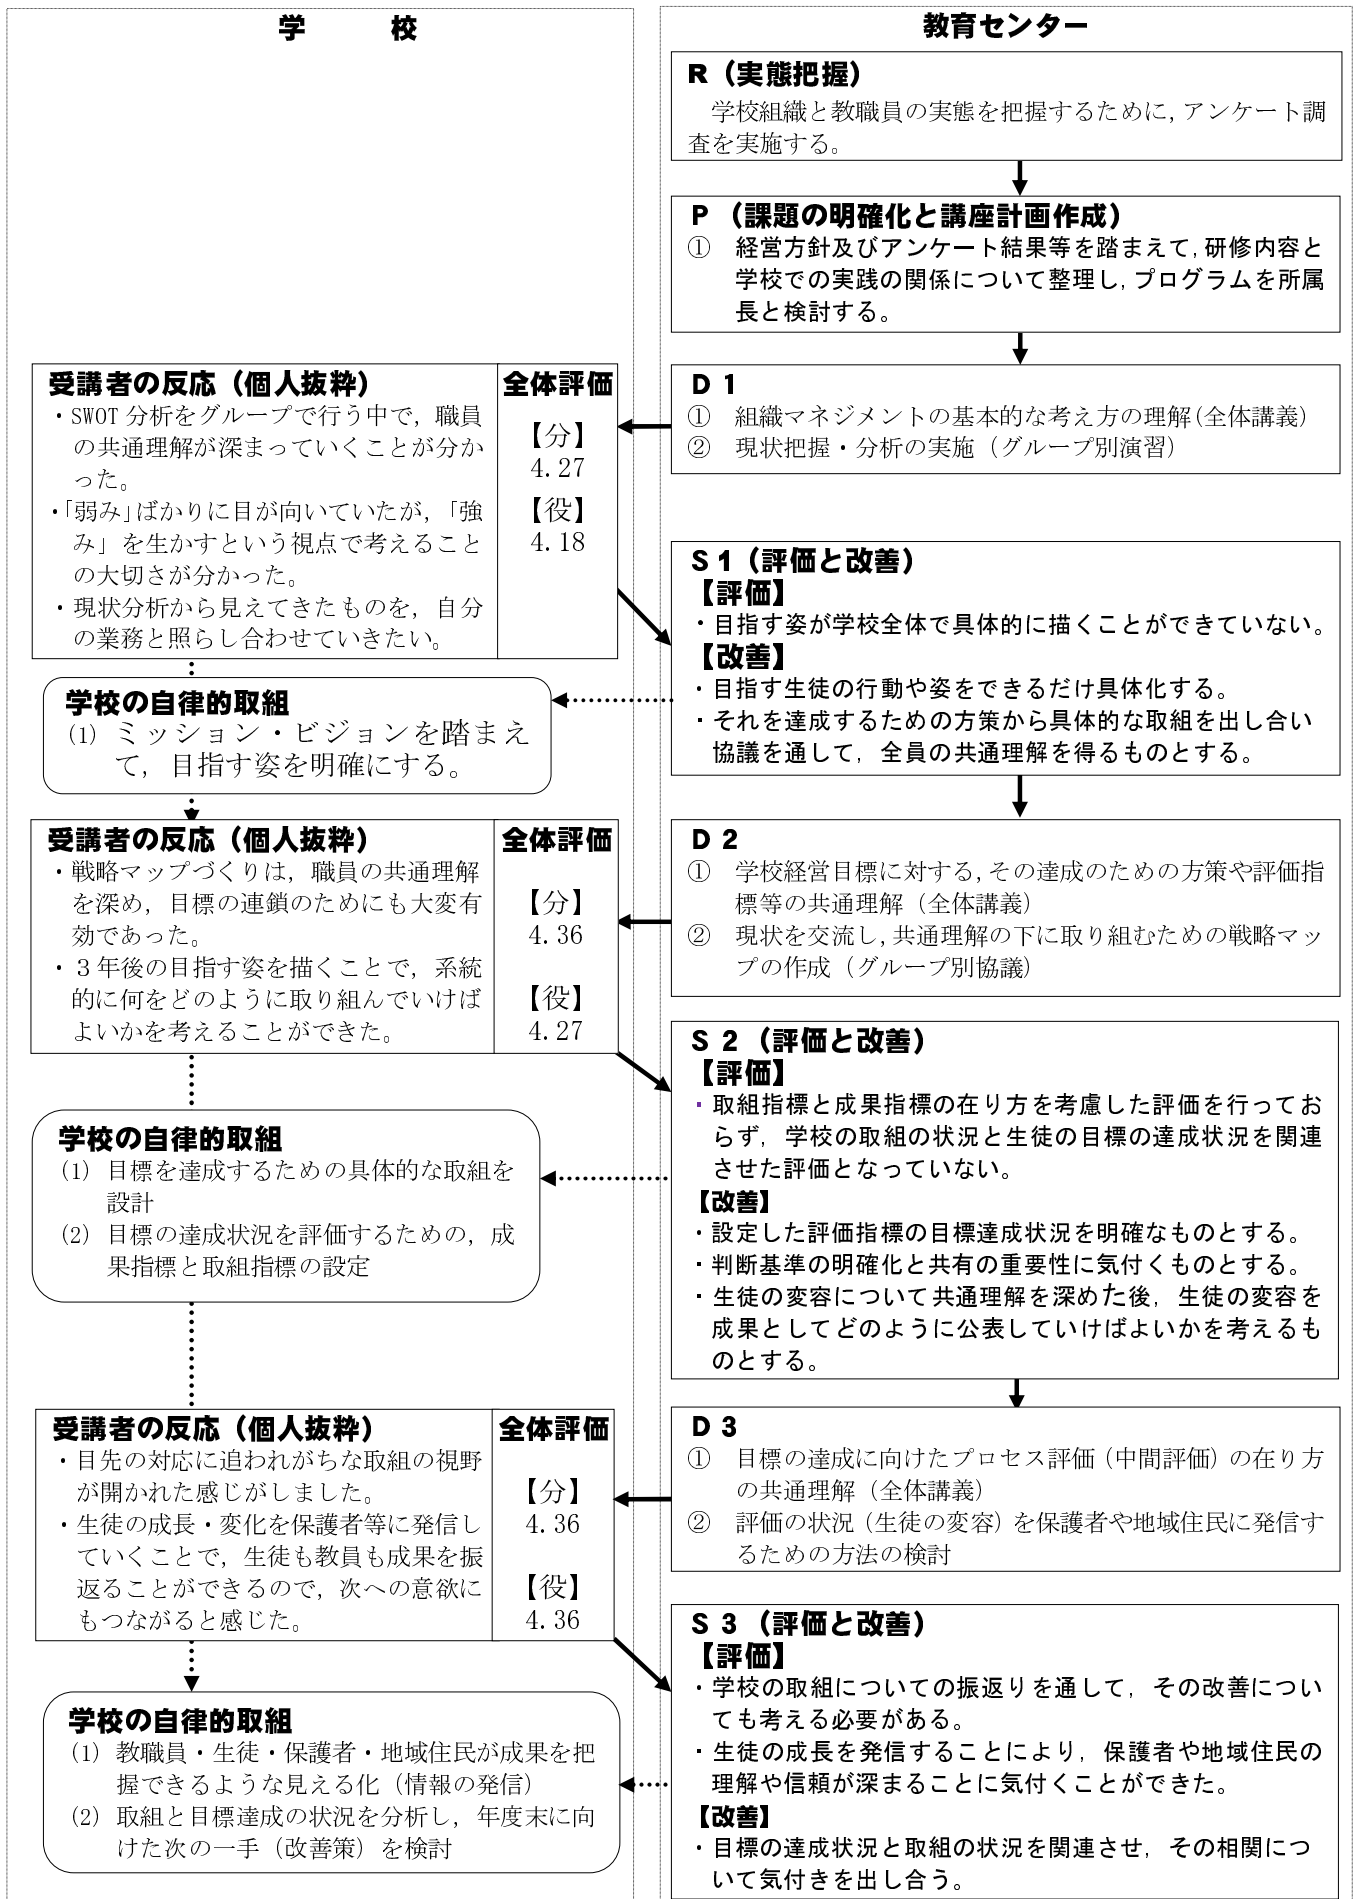 学校
教育センター
R（実態把握）
学校組織と教職員の実態を把握するために,アンケート調
査を実施する。
P（課題の明確化と講座計画作成）
① 経営方針及びアンケート結果等を踏まえて,研修内容と
学校での実践の関係について整理し,プログラムを所属
長と検討する。
受講者の反応（個人抜粋）
・SWOT分析をグループで行う中で，職員
の共通理解が深まっていくことが分か
った。
・「弱み」ばかりに目が向いていたが，「強
み」を生かすという視点で考えること
の大切さが分かった。
・現状分析から見えてきたものを，自分
の業務と照らし合わせていきたい。
全体評価
【分】
4.27
【役】
4.18
D1
① 組織マネジメントの基本的な考え方の理解(全体講義)
② 現状把握・分析の実施（グループ別演習）
S1（評価と改善）
【評価】
・目指す姿が学校全体で具体的に描くことができていない。
【改善】
・目指す生徒の行動や姿をできるだけ具体化する。
・それを達成するための方策から具体的な取組を出し合い
協議を通して，全員の共通理解を得るものとする。
学校の自律的取組
(1) ミッション・ビジョンを踏まえ
て，目指す姿を明確にする。
受講者の反応（個人抜粋）
・戦略マップづくりは，職員の共通理解
を深め，目標の連鎖のためにも大変有
効であった。
・３年後の目指す姿を描くことで，系統
的に何をどのように取り組んでいけば
よいかを考えることができた。
全体評価
【分】
4.36
【役】
4.27
D2
① 学校経営目標に対する,その達成のための方策や評価指
標等の共通理解（全体講義）
② 現状を交流し,共通理解の下に取り組むための戦略マッ
プの作成（グループ別協議）
S2（評価と改善）
【評価】
・取組指標と成果指標の在り方を考慮した評価を行ってお
らず，学校の取組の状況と生徒の目標の達成状況を関連
させた評価となっていない。
【改善】
・設定した評価指標の目標達成状況を明確なものとする。
・判断基準の明確化と共有の重要性に気付くものとする。
・生徒の変容について共通理解を深めた後，生徒の変容を
成果としてどのように公表していけばよいかを考えるも
のとする。
学校の自律的取組
(1) 目標を達成するための具体的な取組を
設計
(2) 目標の達成状況を評価するための，成
果指標と取組指標の設定
受講者の反応（個人抜粋）
・目先の対応に追われがちな取組の視野
が開かれた感じがしました。
・生徒の成長・変化を保護者等に発信し
ていくことで，生徒も教員も成果を振
返ることができるので，次への意欲に
もつながると感じた。
全体評価
【分】
4.36
【役】
4.36
D3
① 目標の達成に向けたプロセス評価（中間評価）の在り方
の共通理解（全体講義）
② 評価の状況（生徒の変容）を保護者や地域住民に発信す
るための方法の検討
S3（評価と改善）
【評価】
・学校の取組についての振返りを通して，その改善につい
ても考える必要がある。
・生徒の成長を発信することにより，保護者や地域住民の
理解や信頼が深まることに気付くことができた。
【改善】
・目標の達成状況と取組の状況を関連させ，その相関につ
いて気付きを出し合う。
学校の自律的取組
(1) 教職員・生徒・保護者・地域住民が成果を把
握できるような見える化（情報の発信）
(2) 取組と目標達成の状況を分析し，年度末に向
けた次の一手（改善策）を検討